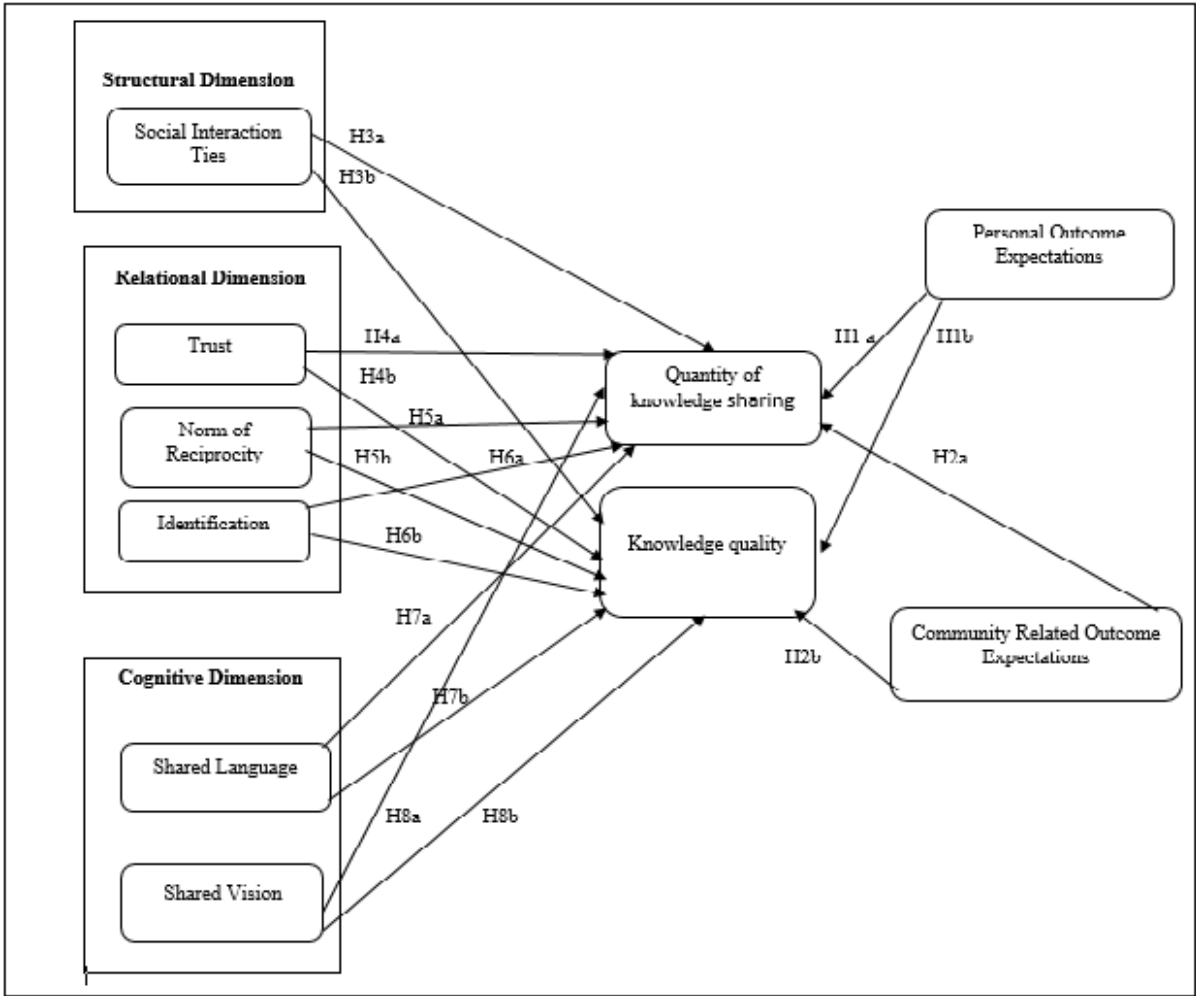 Structural Dimension
Social Interaction
Ties
H3a
H3b
Relational Dimension
Trust
H4a
H4b
Norm of
Reciprocity
H5a
H5b
Identification
H6a
H6b
Cognitive Dimension
Shared Language
H7a
H7b
Shared Vision
H8a
H8b
Quantity of
knowledge sharing
Knowledge quality
Personal Outcome
Expectations
H1 a
H1b
H2a
Community Related Outcome
Expectations
H2b